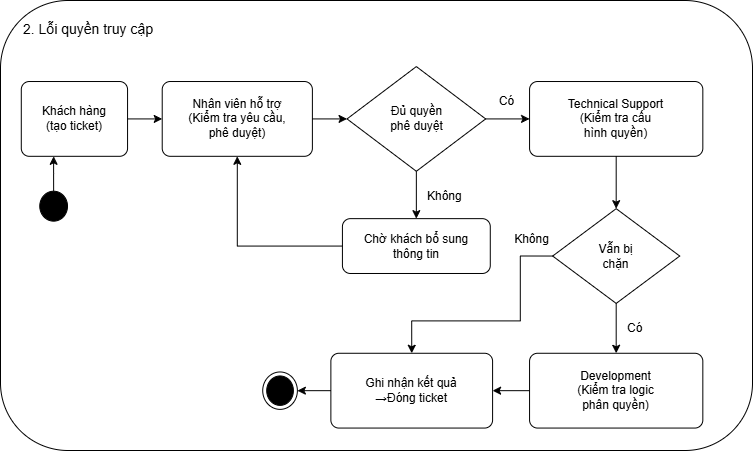 2. Lỗi quyền truy cập
Khách hàng
(tạo ticket)
Nhân viên hỗ trợ
(Kiểm tra yêu cầu,
phê duyệt)
Đủ quyền
phê duyệt
Có
Technical Support
(Kiểm tra cấu
hình quyền)
Không
Chờ khách bổ sung
thông tin
Không
Vẫn bị
chặn
Có
Ghi nhận kết quả
→Đóng ticket
Development
(Kiểm tra logic
phân quyền)